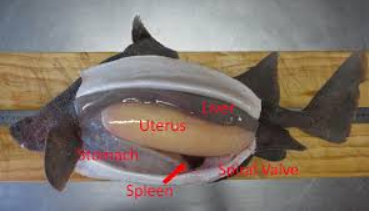 Liver
Uterus
Stomach
Spiral Valve
Spleen